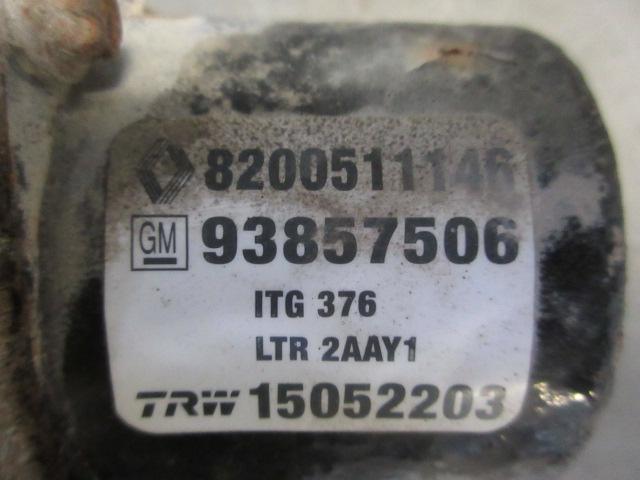 8200511146
GM 93857506
ITG 376
LTR 2AAY1
TRW 15052203